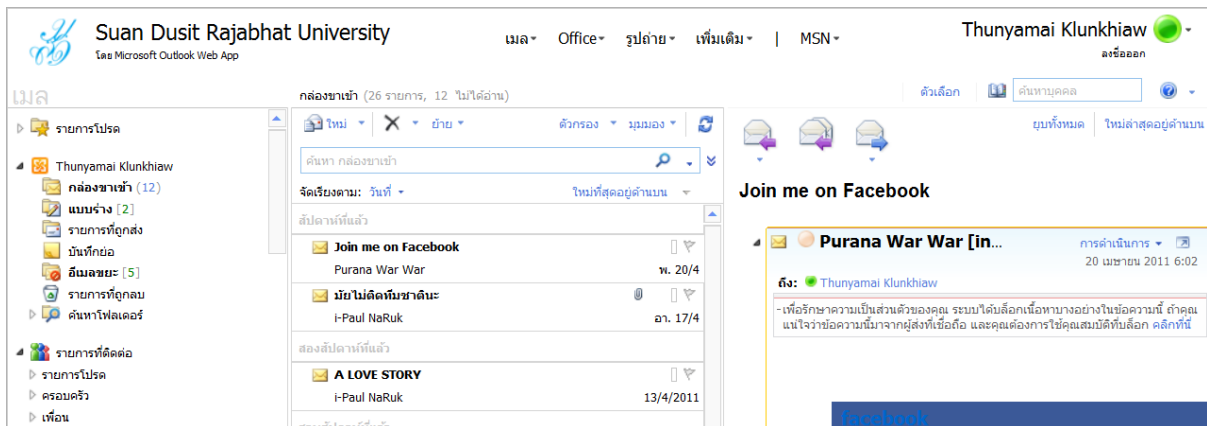 Suan Dusit Rajabhat University
โดย Microsoft Outlook Web App
เมล Office รูปถ่าย เพิ่มเติม | MSN
Thunyamai Klunkhiaw
ลงชื่อออก
เมล
กล่องขาเข้า (26 รายการ, 12 ไม่ได้อ่าน)
ตัวเลือก ค้นหาบุคคล
รายการโปรด
Thunyamai Klunkhiaw
กล่องขาเข้า (12)
แบบร่าง [2]
รายการที่ถูกส่ง
บันทึกย่อ
อีเมลขยะ [5]
รายการที่ถูกลบ
ค้นหาโฟลเดอร์
รายการที่ติดต่อ
รายการโปรด
ครอบครัว
เพื่อน
ใหม่ ย้าย ตัวกรอง มุมมอง
ค้นหา กล่องขาเข้า
จัดเรียงตาม: วันที่ ใหม่ที่สุดอยู่ด้านบน
สัปดาห์ที่แล้ว
Join me on Facebook
Purana War War พ. 20/4
มัยไม่ติดทีมชาตินะ
i-Paul NaRuk อา. 17/4
สองสัปดาห์ที่แล้ว
A LOVE STORY
i-Paul NaRuk 13/4/2011
ยุบทั้งหมด ใหม่ล่าสุดอยู่ด้านบน
Join me on Facebook
Purana War War [in... การดำเนินการ
20 เมษายน 2011 6:02
ถึง: Thunyamai Klunkhiaw
-เพื่อรักษาความเป็นส่วนตัวของคุณ ระบบได้บล็อกเนื้อหาบางอย่างในข้อความนี้ ถ้าคุณ
แน่ใจว่าข้อความนี้มาจากผู้ส่งที่เชื่อถือ และคุณต้องการใช้คุณสมบัติที่บล็อก คลิกที่นี่
facebook